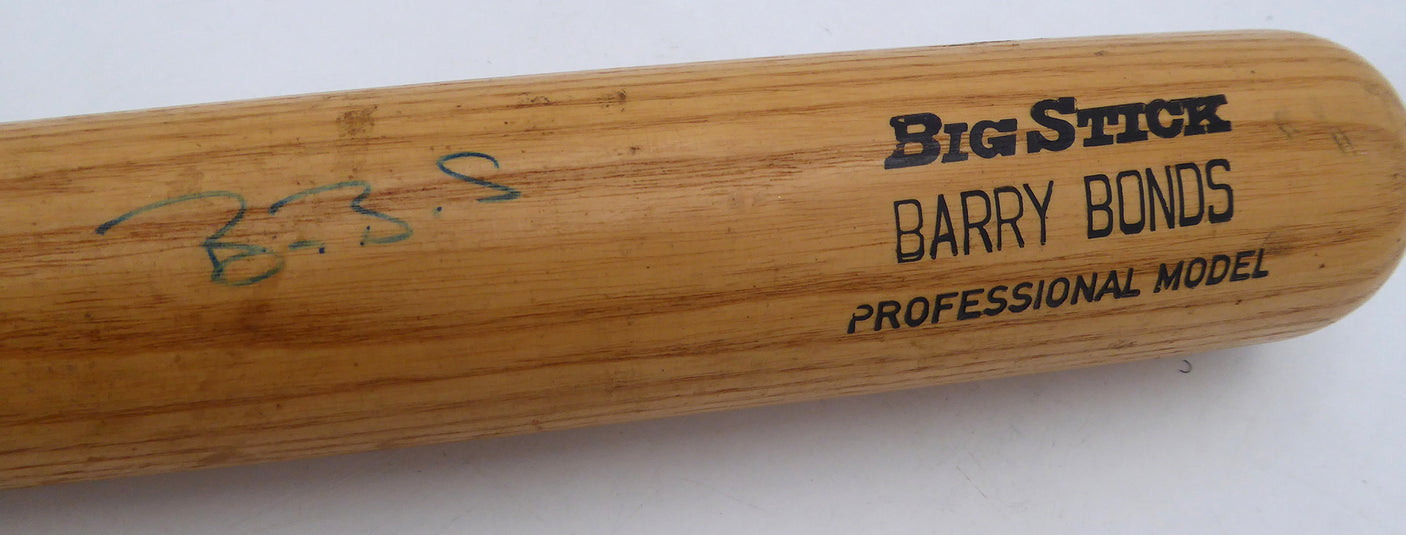 BIG STICK
BARRY BONDS
PROFESSIONAL MODEL